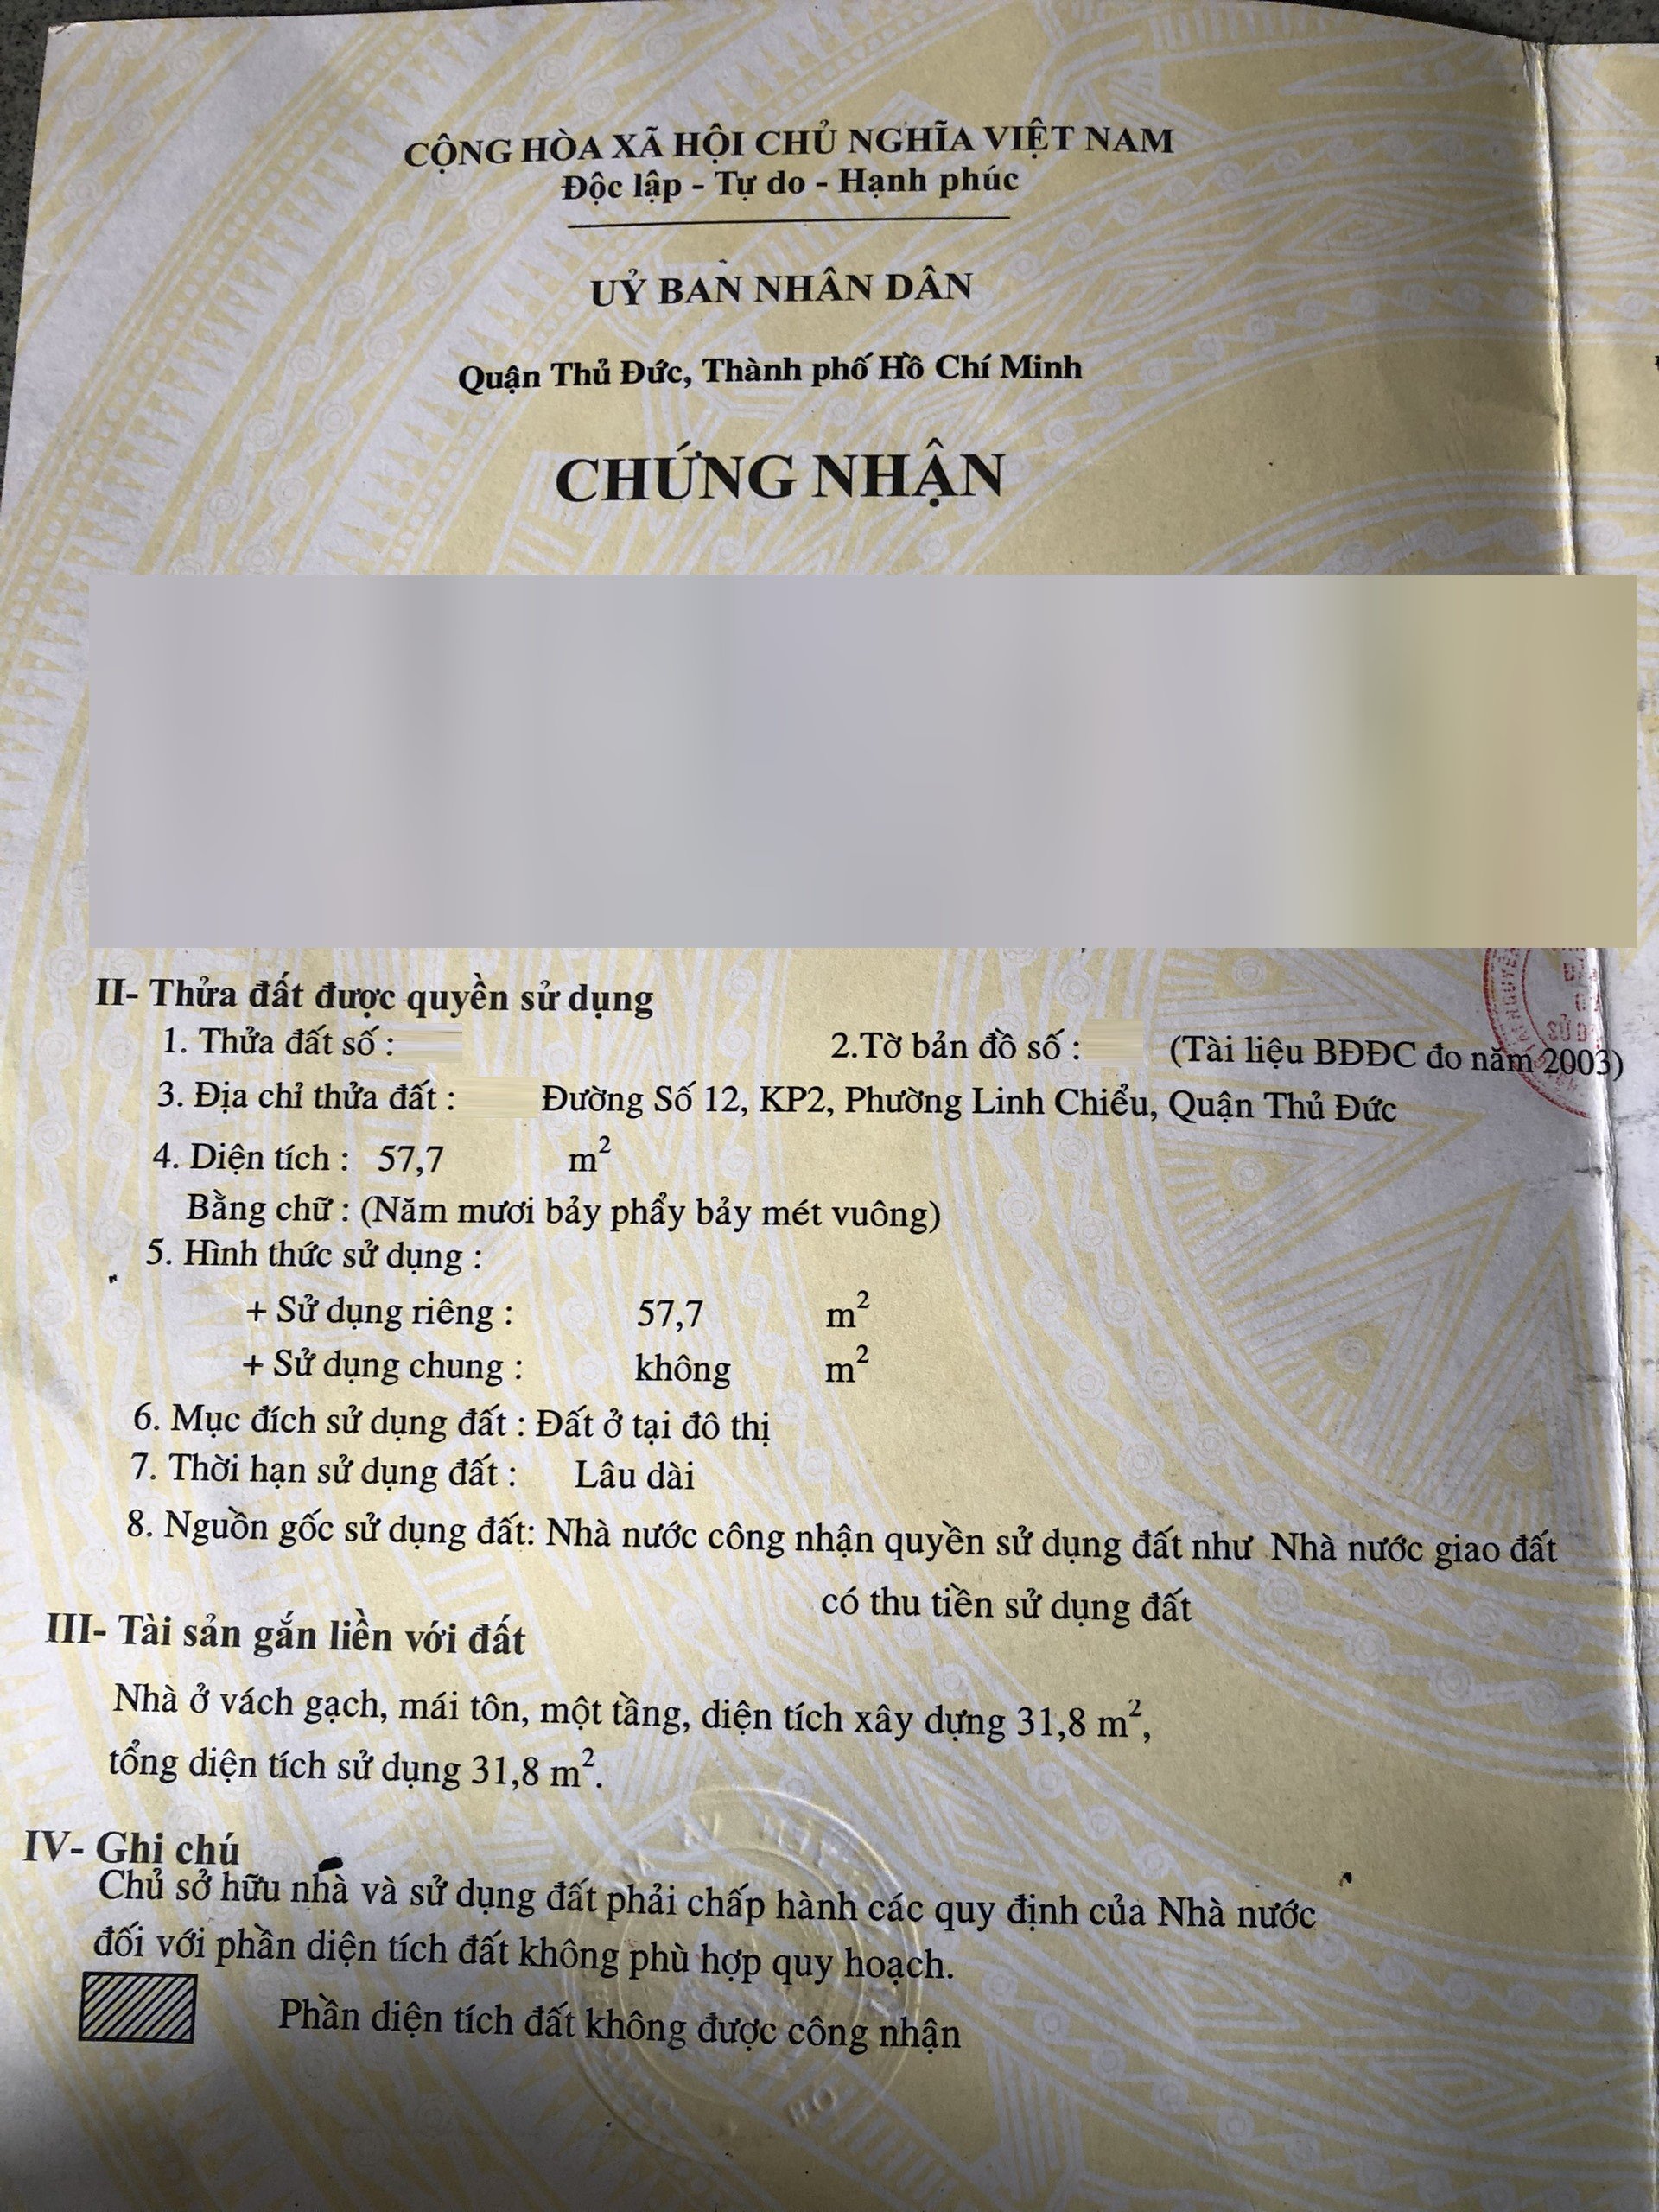 CỘNG HÒA XÃ HỘI CHỦ NGHĨA VIỆT NAM
Độc lập - Tự do - Hạnh phúc
UỶ BAN NHÂN DÂN
Quận Thủ Đức, Thành phố Hồ Chí Minh
CHỨNG NHẬN
II- Thửa đất được quyền sử dụng
1. Thửa đất số : 2.Tờ bản đồ số : (Tài liệu BĐĐC đo năm 2003)
3. Địa chỉ thửa đất : Đường Số 12, KP2, Phường Linh Chiểu, Quận Thủ Đức
4. Diện tích : 57,7 m²
Bằng chữ : (Năm mươi bảy phẩy bảy mét vuông)
5. Hình thức sử dụng :
+ Sử dụng riêng : 57,7 m²
+ Sử dụng chung : không m²
6. Mục đích sử dụng đất : Đất ở tại đô thị
7. Thời hạn sử dụng đất : Lâu dài
8. Nguồn gốc sử dụng đất: Nhà nước công nhận quyền sử dụng đất như Nhà nước giao đất
có thu tiền sử dụng đất
III- Tài sản gắn liền với đất
Nhà ở vách gạch, mái tôn, một tầng, diện tích xây dựng 31,8 m²,
tổng diện tích sử dụng 31,8 m².
IV- Ghi chú
Chủ sở hữu nhà và sử dụng đất phải chấp hành các quy định của Nhà nước
đối với phần diện tích đất không phù hợp quy hoạch.
Phần diện tích đất không được công nhận